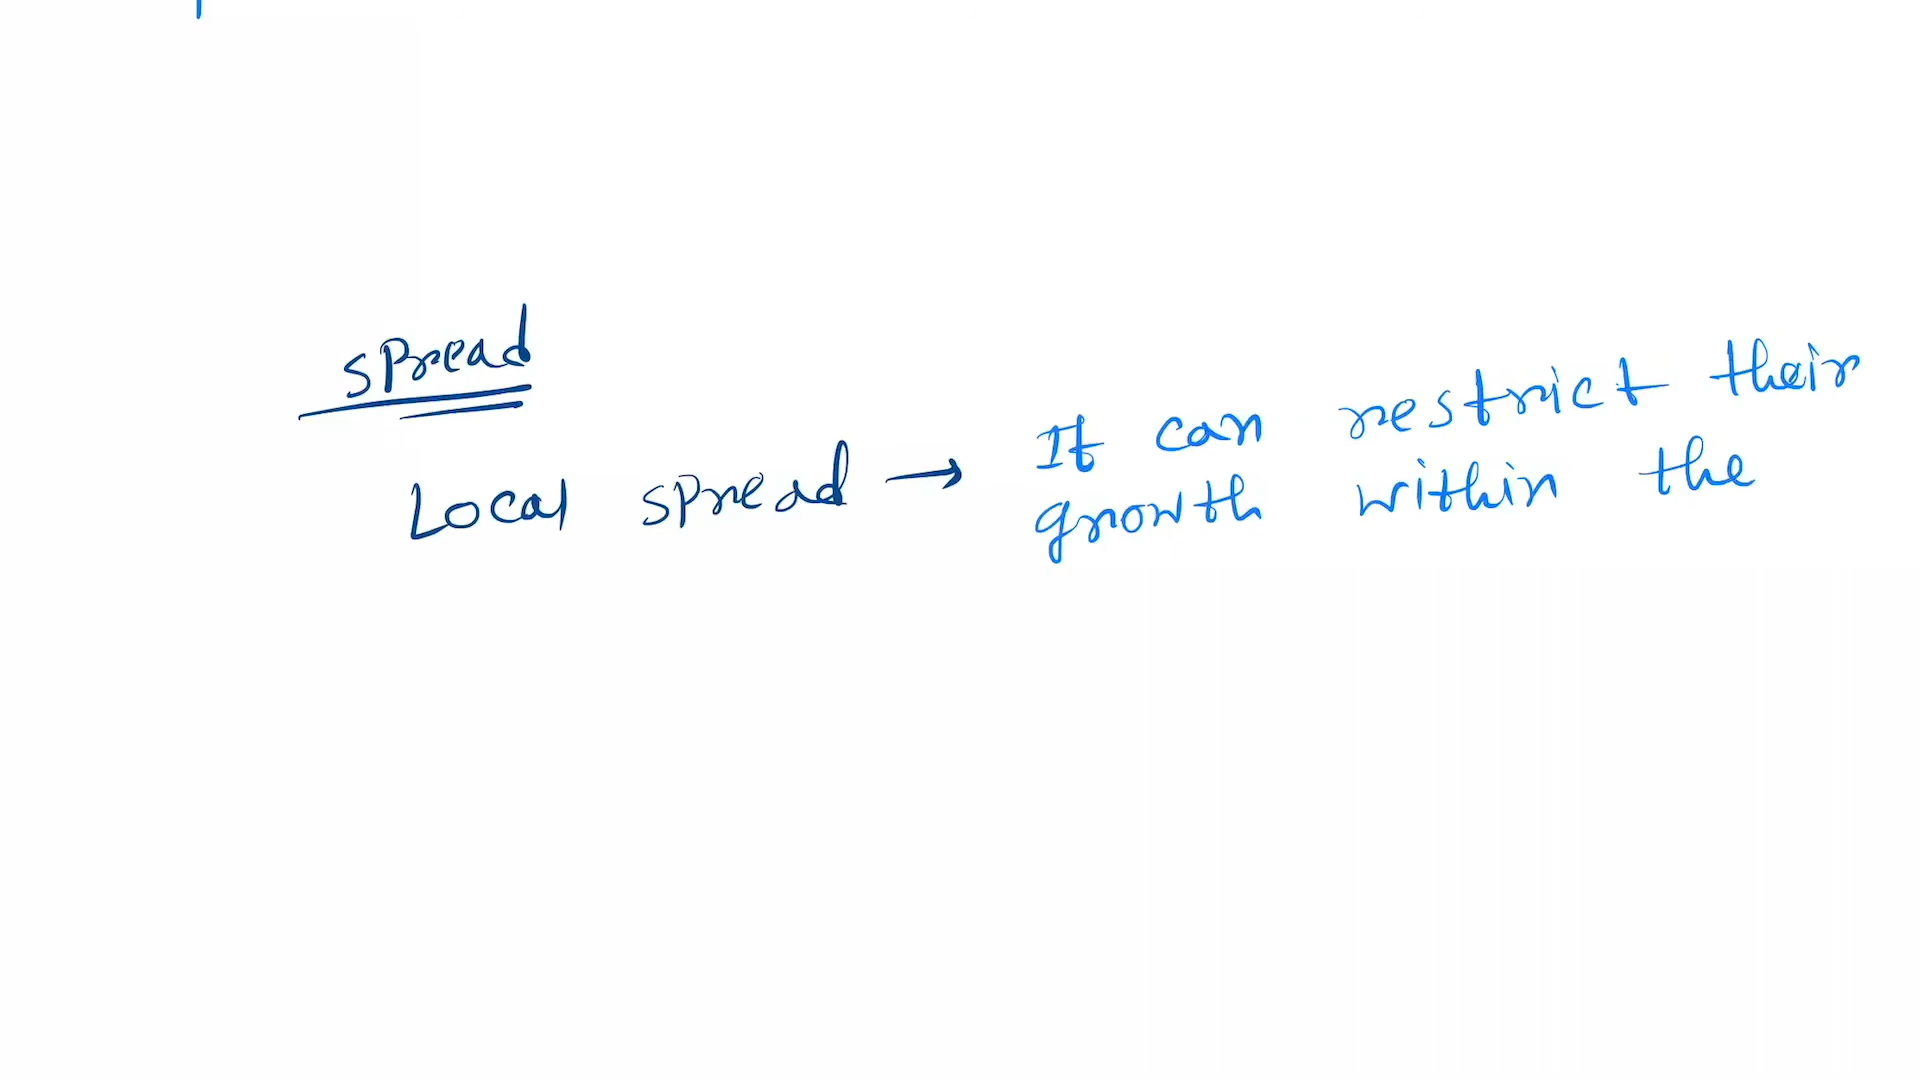 spread
Local spread → It can restrict their
growth within the